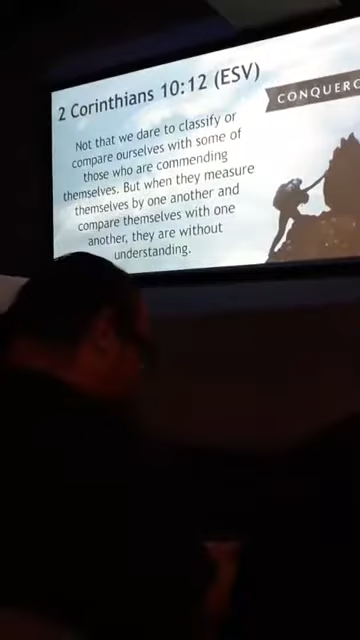 2 Corinthians 10:12 (ESV)
CONQUERO
Not that we dare to classify or
compare ourselves with some of
those who are commending
themselves. But when they measure
themselves by one another and
compare themselves with one
another, they are without
understanding.